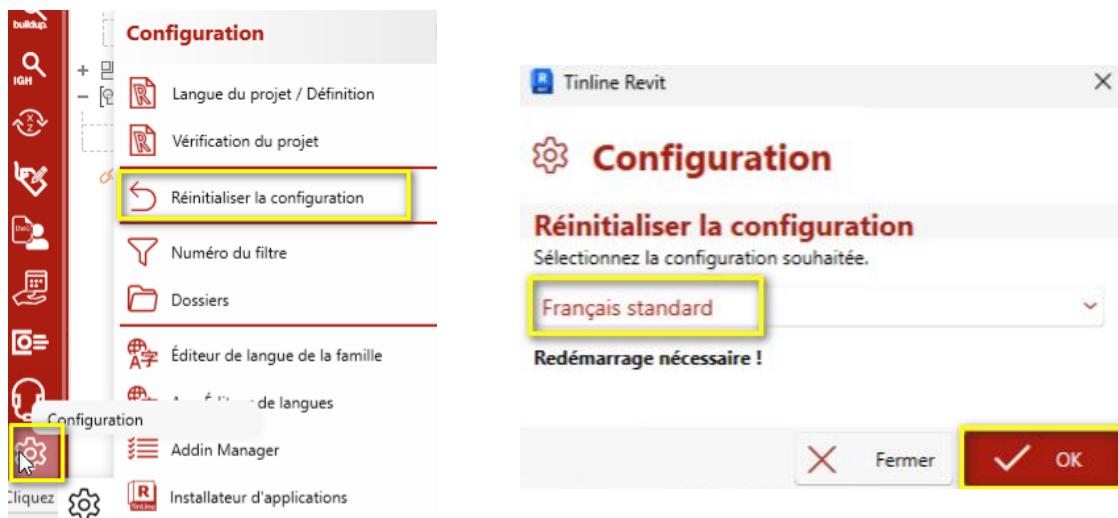 buildup.
IGH
Configuration
Langue du projet / Définition
Vérification du projet
Réinitialiser la configuration
Numéro du filtre
Dossiers
Éditeur de langue de la famille
de langues
Configuration
Addin Manager
Installateur d'applications
Cliquez
Tinline Revit
Configuration
Réinitialiser la configuration
Sélectionnez la configuration souhaitée.
Français standard
Redémarrage nécessaire !
Fermer
OK